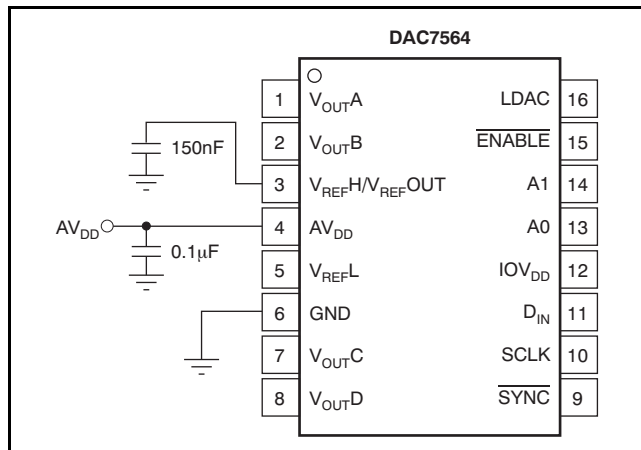 DAC7564
1 VOUTA LDAC 16
150nF
2 VOUTB ENABLE 15
3 VREFH/VREFOUT A1 14
AVDD 4 AVDD A0 13
0.1µF
5 VREFL IOVDD 12
6 GND DIN 11
7 VOUTC SCLK 10
8 VOUTD SYNC 9